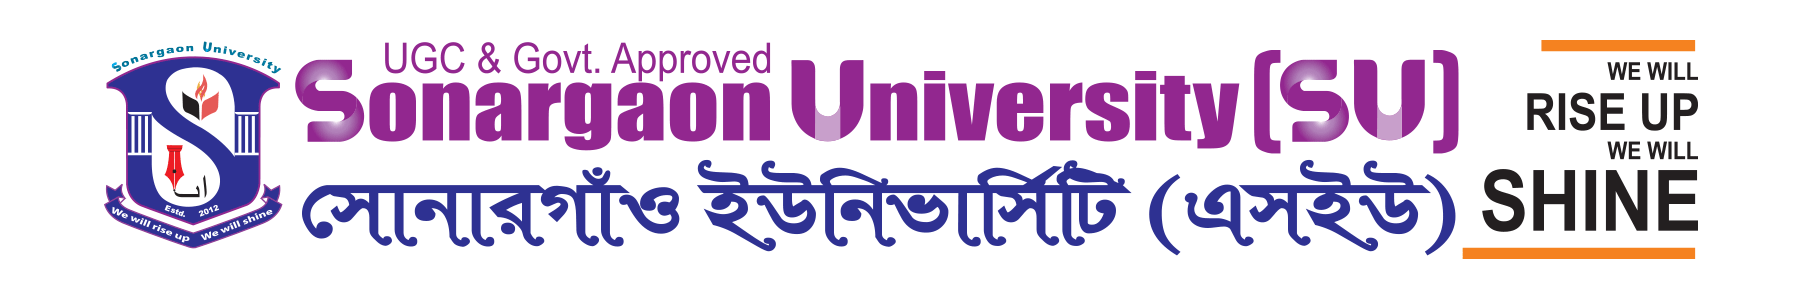 Sonargaon University
Estd. 2012
We will rise up We will shine
UGC & Govt. Approved
Sonargaon University (SU)
সোনারগাঁও ইউনিভার্সিটি (এসইউ)
WE WILL
RISE UP
WE WILL
SHINE